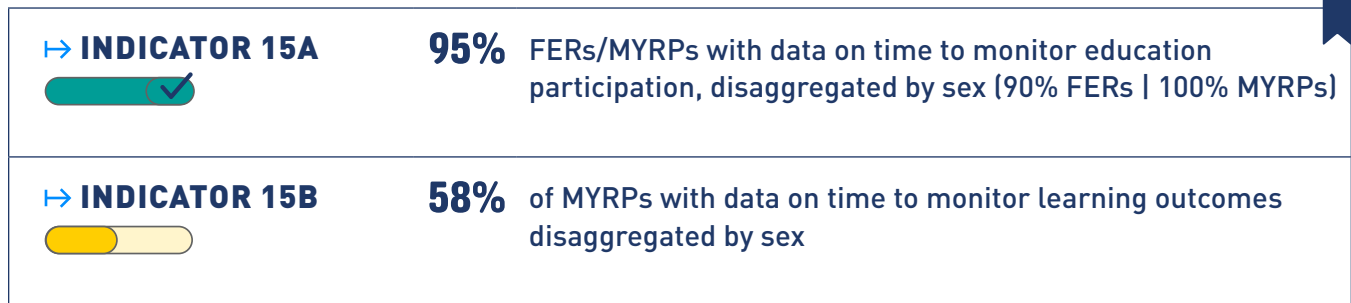 ↦ INDICATOR 15A
95% FERs/MYRPs with data on time to monitor education
participation, disaggregated by sex (90% FERs | 100% MYRPs)
↦ INDICATOR 15B
58% of MYRPs with data on time to monitor learning outcomes
disaggregated by sex